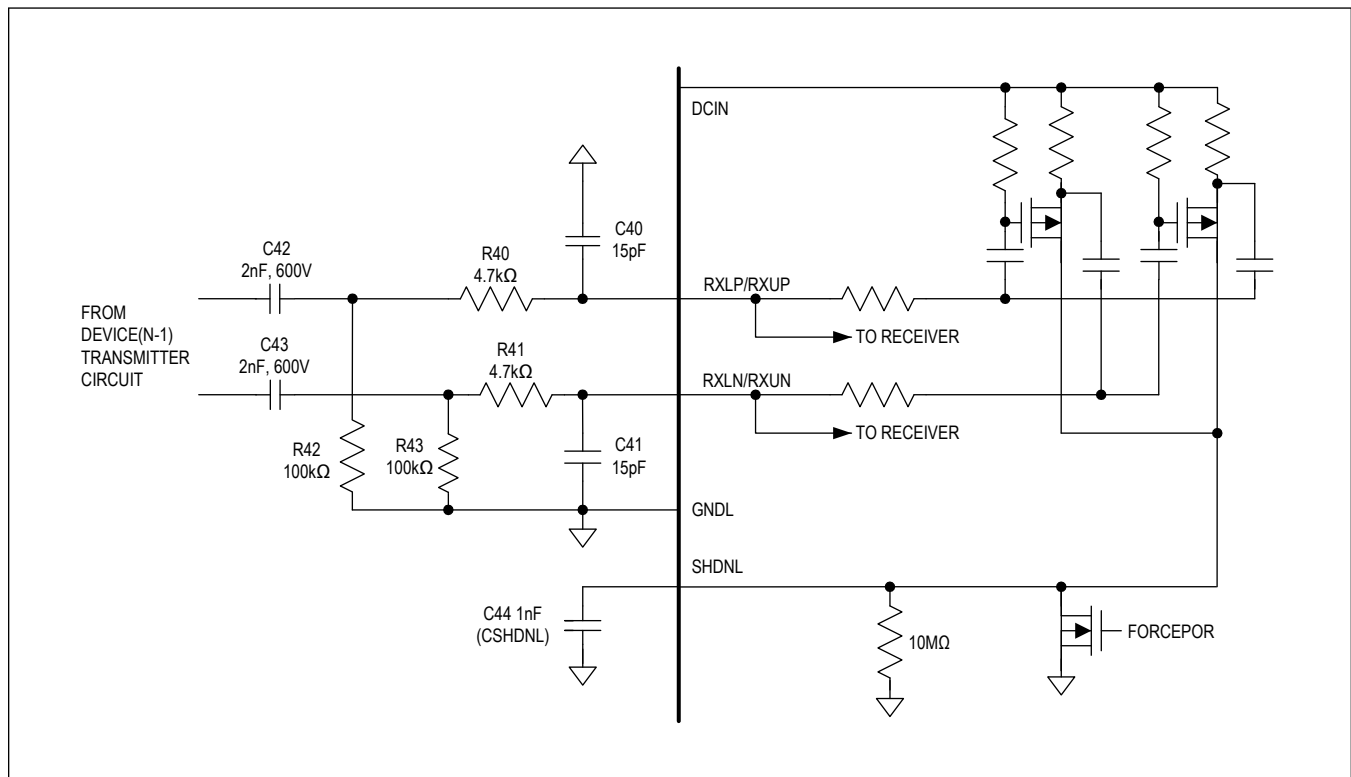 DCIN
C40
15pF
C42
2nF, 600V
R40
4.7kΩ
RXLP/RXUP
FROM
DEVICE(N-1)
TRANSMITTER
CIRCUIT
TO RECEIVER
C43
2nF, 600V
R41
4.7kΩ
RXLN/RXUN
TO RECEIVER
R42
100kΩ
R43
100kΩ
C41
15pF
GNDL
SHDNL
C44 1nF
(CSHDNL)
10MΩ
FORCEPOR